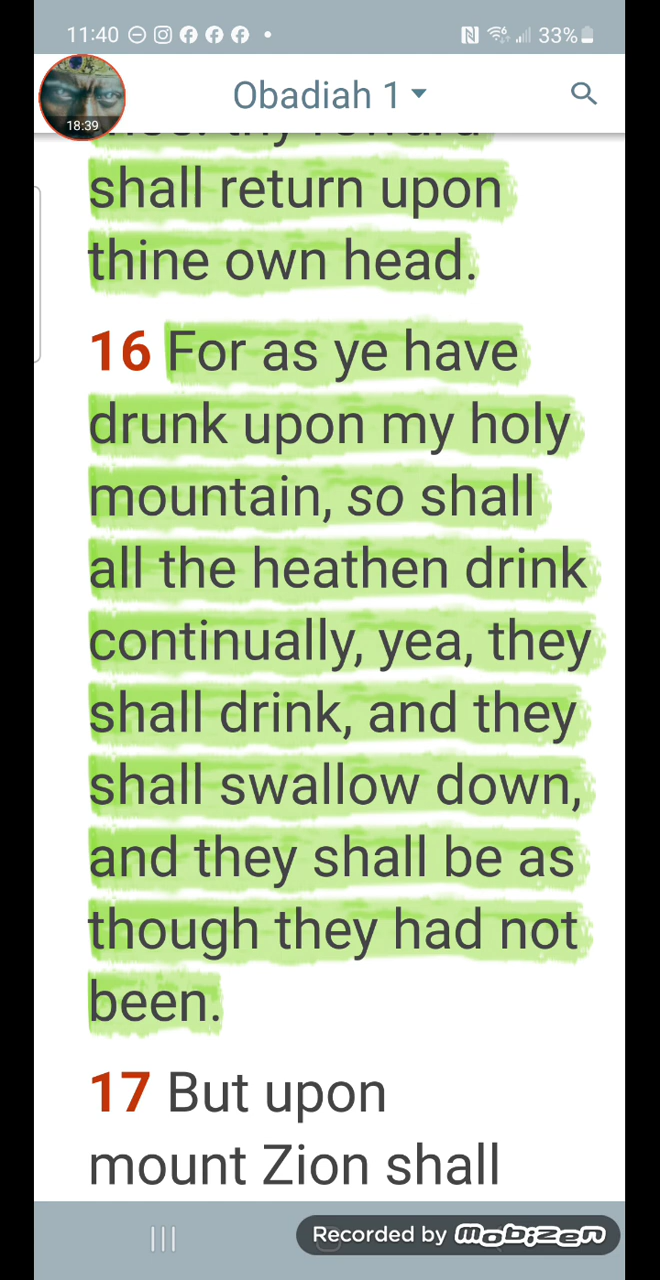 11:40
33%
18:39
Obadiah 1
shall return upon
thine own head.
16 For as ye have
drunk upon my holy
mountain, so shall
all the heathen drink
continually, yea, they
shall drink, and they
shall swallow down,
and they shall be as
though they had not
been.
17 But upon
mount Zion shall
Recorded by mobizen